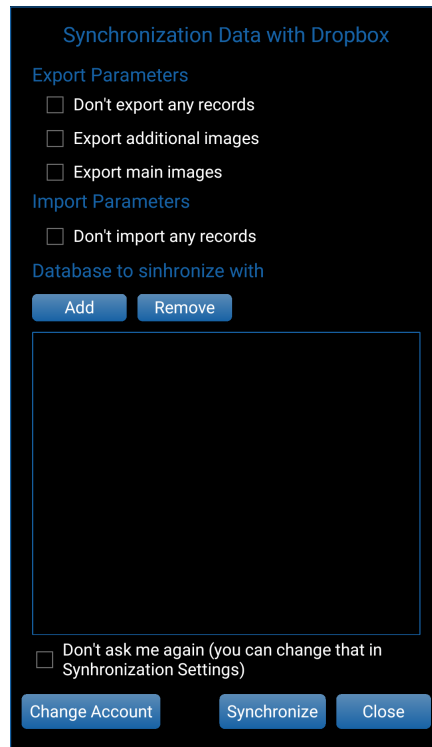 Synchronization Data with Dropbox
Export Parameters
Don't export any records
Export additional images
Export main images
Import Parameters
Don't import any records
Database to sinhronize with
Add Remove
Don't ask me again (you can change that in
Synhronization Settings)
Change Account Synchronize Close